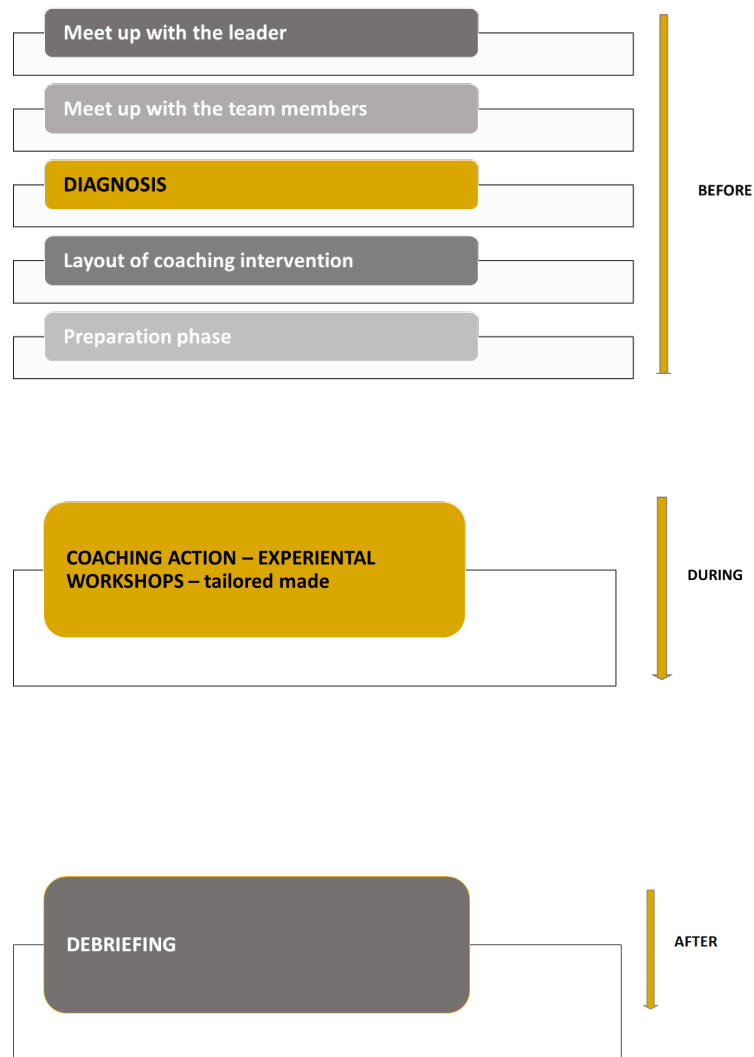 Meet up with the leader
Meet up with the team members
DIAGNOSIS
BEFORE
Layout of coaching intervention
Preparation phase
COACHING ACTION – EXPERIENTAL
WORKSHOPS – tailored made
DURING
DEBRIEFING
AFTER